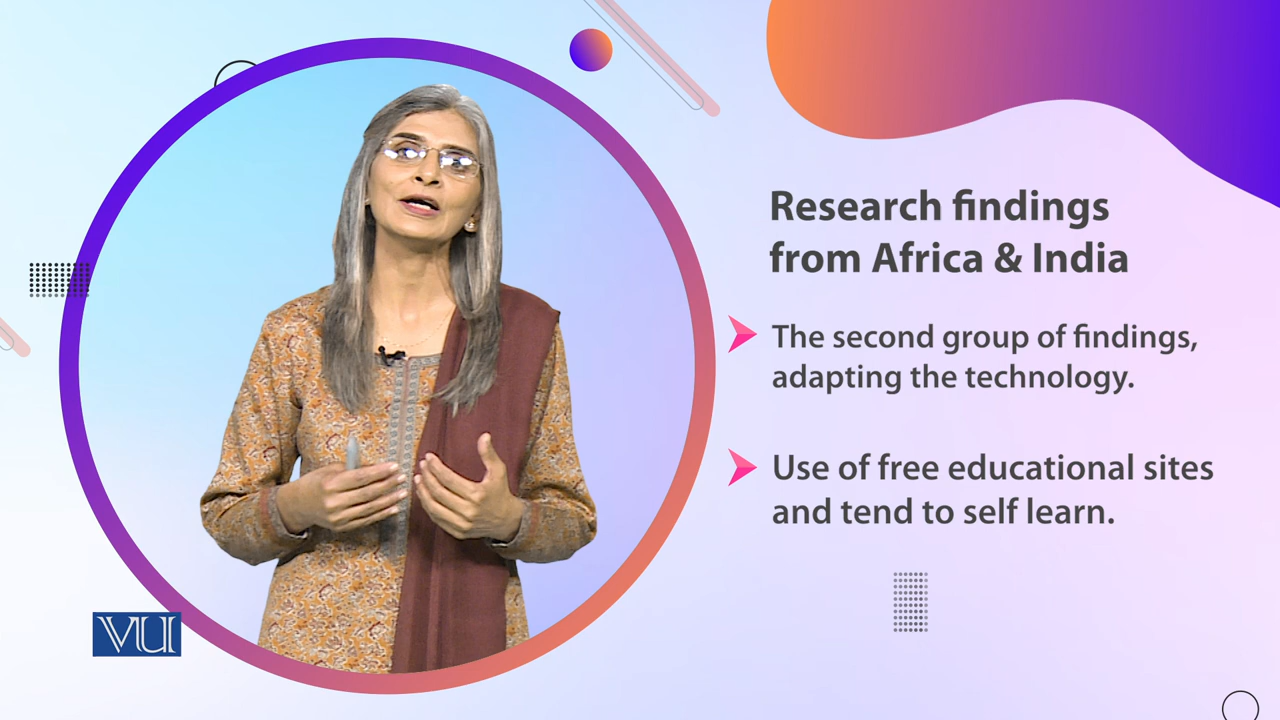 Research findings
from Africa & India
The second group of findings,
adapting the technology.
Use of free educational sites
and tend to self learn.
VU